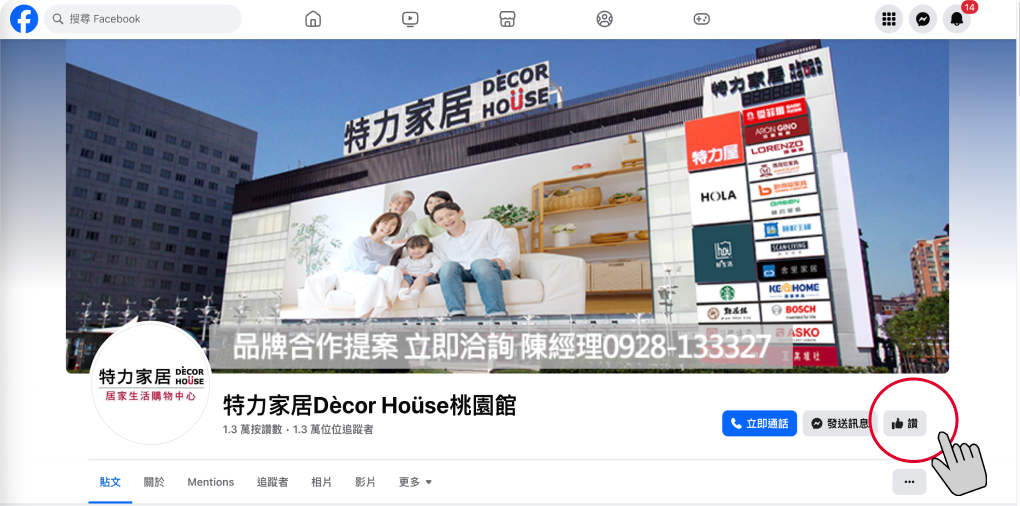 搜尋 Facebook
14
特力家居 DÈCOR HOÜSE
特力家居 DÈCOR HOÜSE
特力屋
HOLA
hoi
好生活
ARON GINO
LORENZO
GREEN
SCAN-LIVING
金室家居
KE HOME
BOSCH
ASKO
品牌合作提案 立即洽詢 陳經理0928-133327
特力家居 DÈCOR HOÜSE
居家生活購物中心
特力家居Dècor Hoüse桃園館
1.3 萬按讚數・1.3 萬位位追蹤者
立即通話
發送訊息
讚
貼文
關於
Mentions
追蹤者
相片
影片
更多